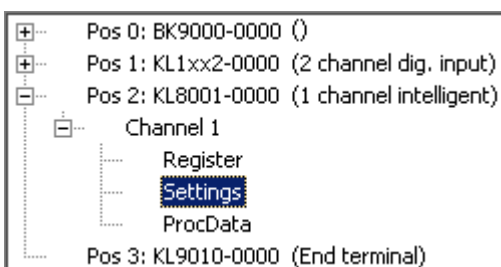 Pos 0: BK9000-0000 ()
Pos 1: KL1xx2-0000 (2 channel dig. input)
Pos 2: KL8001-0000 (1 channel intelligent)
Channel 1
Register
Settings
ProcData
Pos 3: KL9010-0000 (End terminal)